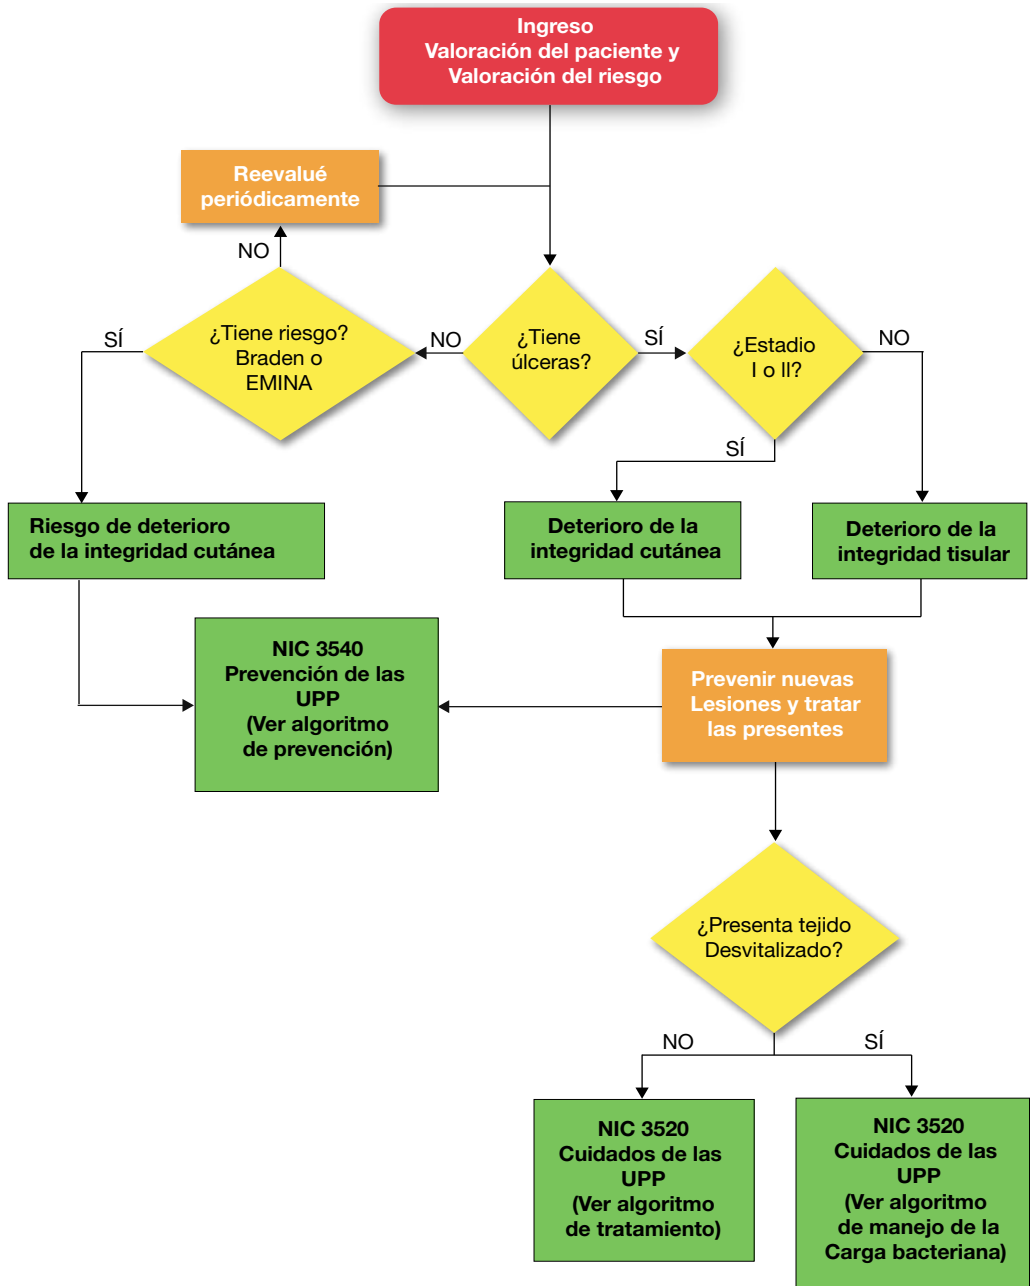 Ingreso
Valoración del paciente y
Valoración del riesgo
Reevalué
periódicamente
NO
¿Tiene riesgo?
Braden o
EMINA
SÍ
NO
¿Tiene
úlceras?
SÍ
¿Estadio
I o II?
NO
SÍ
Riesgo de deterioro
de la integridad cutánea
Deterioro de la
integridad cutánea
Deterioro de la
integridad tisular
NIC 3540
Prevención de las
UPP
(Ver algoritmo
de prevención)
Prevenir nuevas
Lesiones y tratar
las presentes
¿Presenta tejido
Desvitalizado?
NO
SÍ
NIC 3520
Cuidados de las
UPP
(Ver algoritmo
de tratamiento)
NIC 3520
Cuidados de las
UPP
(Ver algoritmo
de manejo de la
Carga bacteriana)